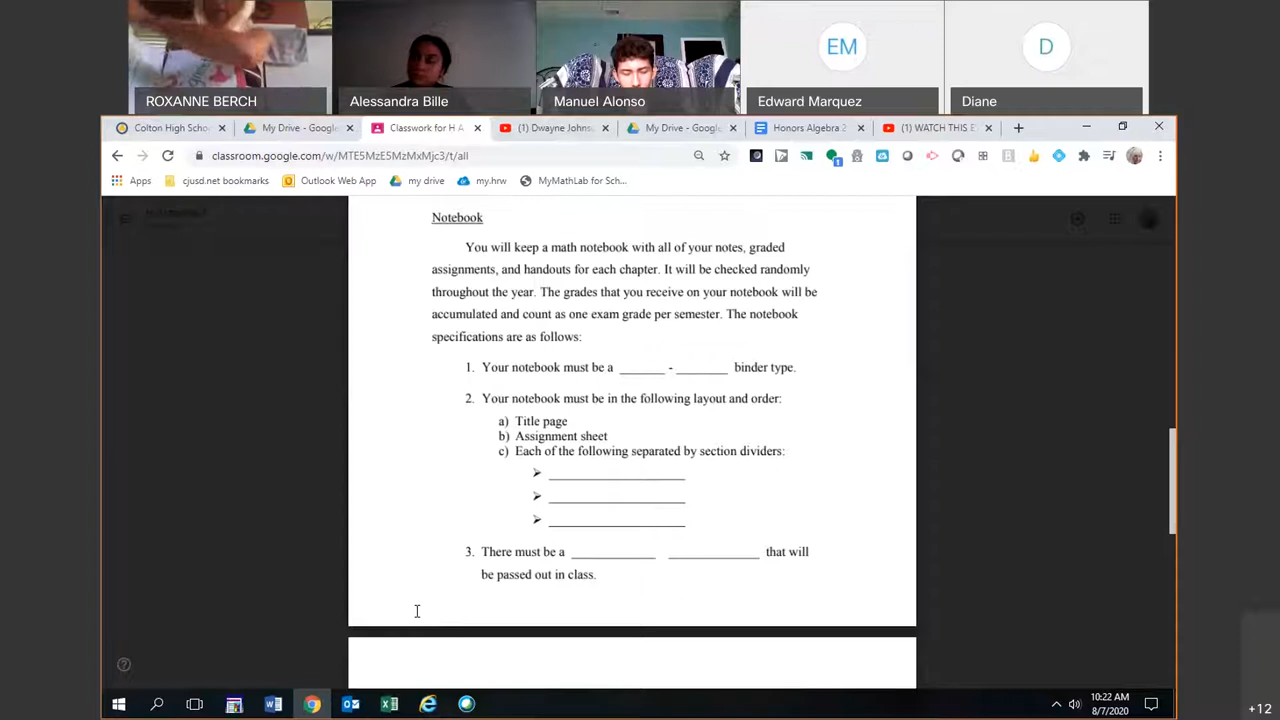 ROXANNE BERCH
Alessandra Bille
Manuel Alonso
EM
Edward Marquez
D
Diane
Colton High Schoo
My Drive - Google
Classwork for H A
(1) Dwayne Johns
My Drive - Google
Honors Algebra 2
(1) WATCH THIS E
classroom.google.com/w/MTE5MzE5MzMxMjc3/t/all
Apps
cjusd.net bookmarks
Outlook Web App
my drive
my.hrw
MyMathLab for Sch...
Notebook
You will keep a math notebook with all of your notes, graded
assignments, and handouts for each chapter. It will be checked randomly
throughout the year. The grades that you receive on your notebook will be
accumulated and count as one exam grade per semester. The notebook
specifications are as follows:
1. Your notebook must be a ______ - _______ binder type.
2. Your notebook must be in the following layout and order:
a) Title page
b) Assignment sheet
c) Each of the following separated by section dividers:
➢ __________________
➢ __________________
➢ __________________
3. There must be a ___________ ____________ that will
be passed out in class.
10:22 AM
8/7/2020
+12